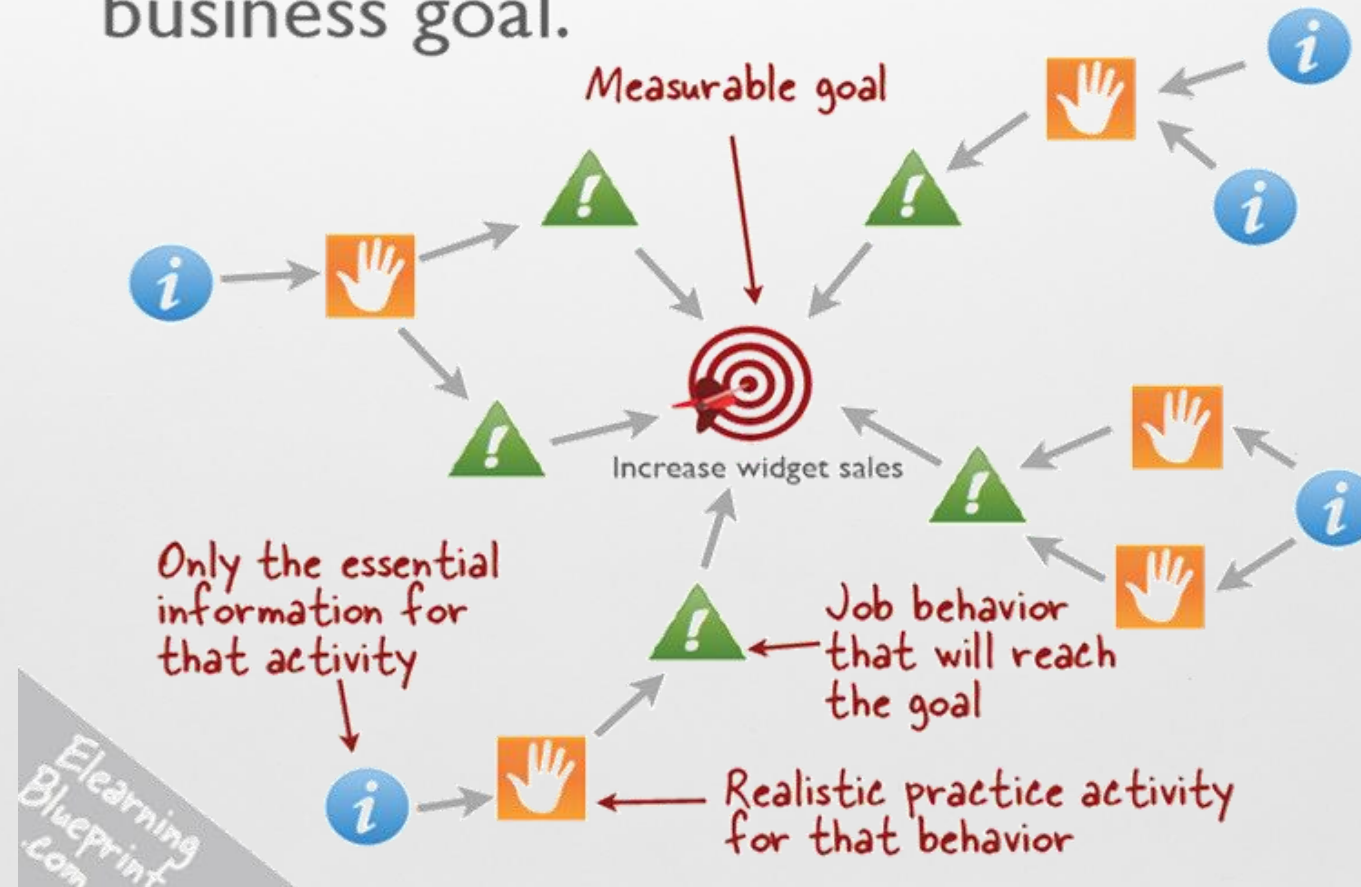 business goal.
Measurable goal
Increase widget sales
Only the essential
information for
that activity
Job behavior
that will reach
the goal
Realistic practice activity
for that behavior
Elearning
Blueprint
.com